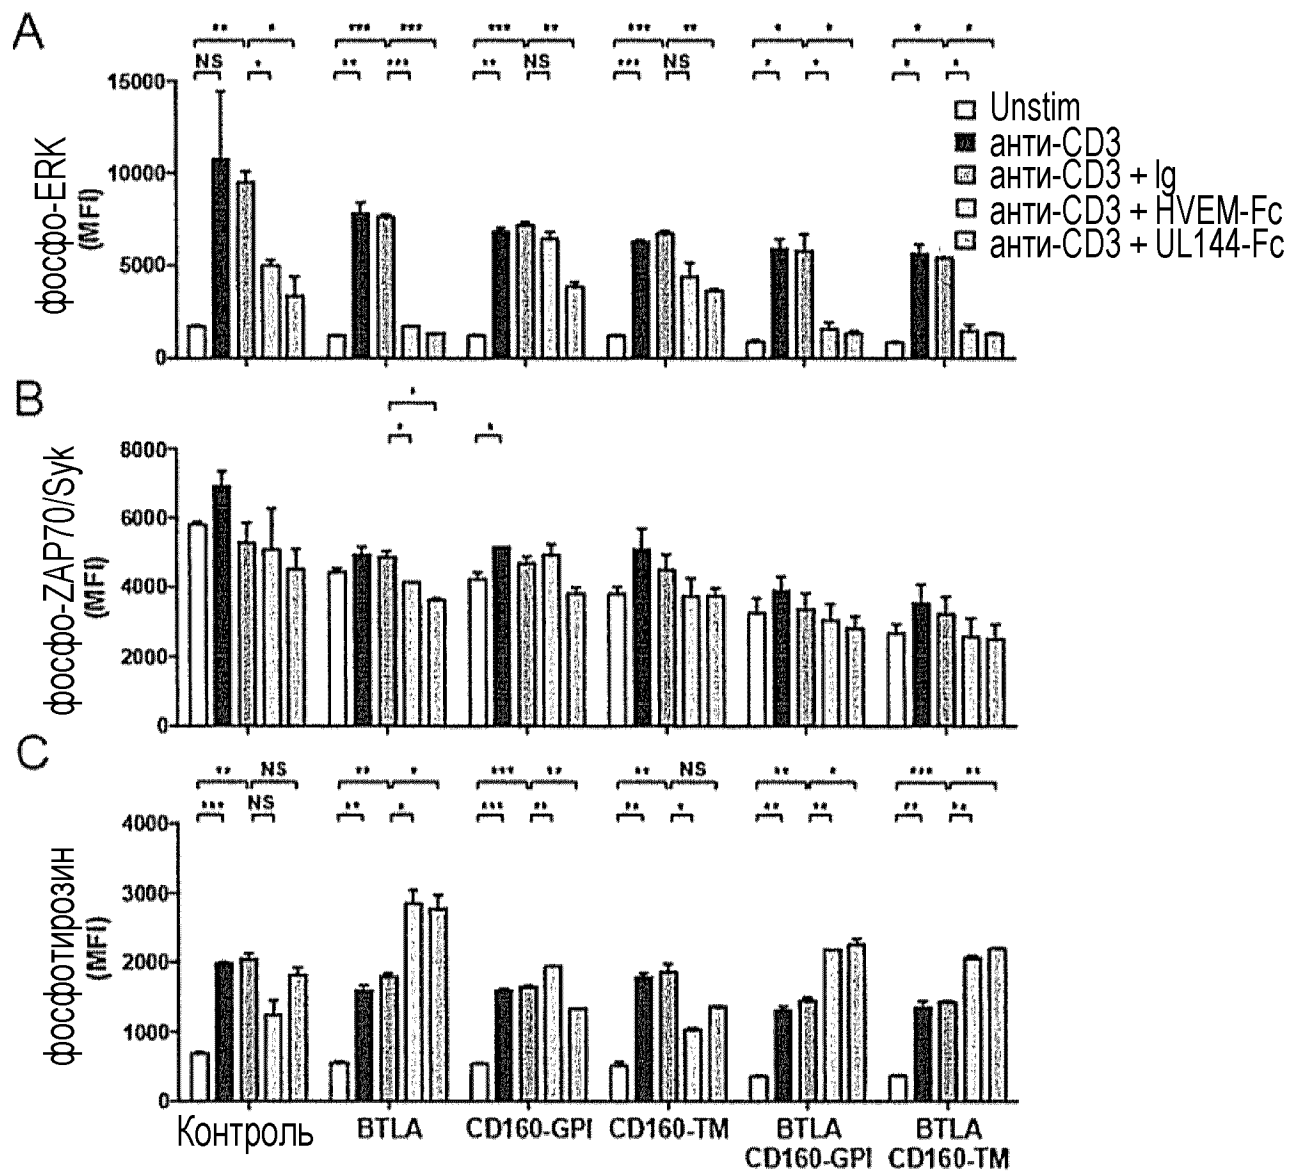 A
NS
NS
NS
15000
10000
5000
0
фосфо-ERK
(MFI)
Unstim
анти-CD3
анти-CD3 + Ig
анти-CD3 + HVEM-Fc
анти-CD3 + UL144-Fc
B
8000
6000
4000
2000
0
фосфо-ZAP70/Syk
(MFI)
C
NS
NS
NS
4000
3000
2000
1000
0
фосфотирозин
(MFI)
Контроль
BTLA
CD160-GPI
CD160-TM
BTLA
CD160-GPI
BTLA
CD160-TM